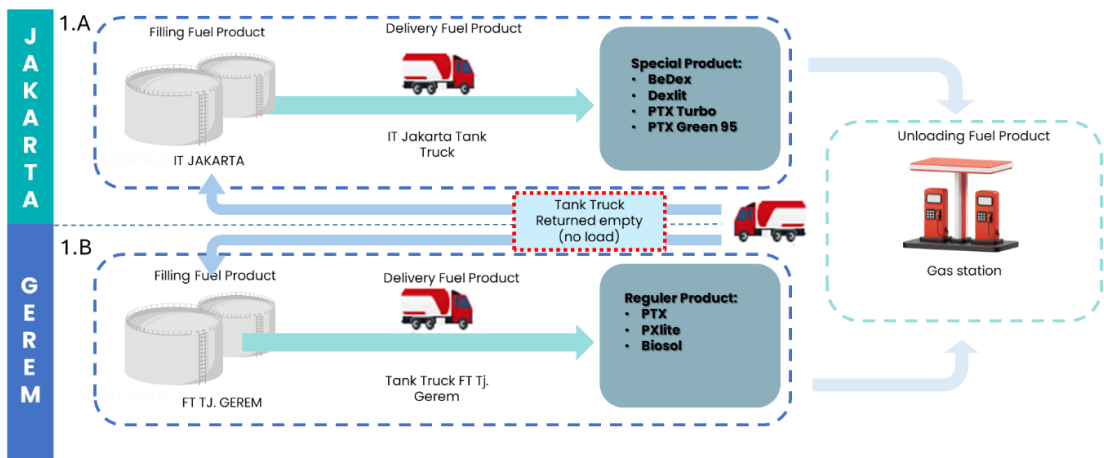 JAKARTA
1.A
Filling Fuel Product
IT JAKARTA
Delivery Fuel Product
IT Jakarta Tank
Truck
Special Product:
• BeDex
• Dexlit
• PTX Turbo
• PTX Green 95
Tank Truck
Returned empty
(no load)
GEREM
1.B
Filling Fuel Product
FT TJ. GEREM
Delivery Fuel Product
Tank Truck FT Tj.
Gerem
Reguler Product:
• PTX
• PXlite
• Biosol
Unloading Fuel Product
Gas station